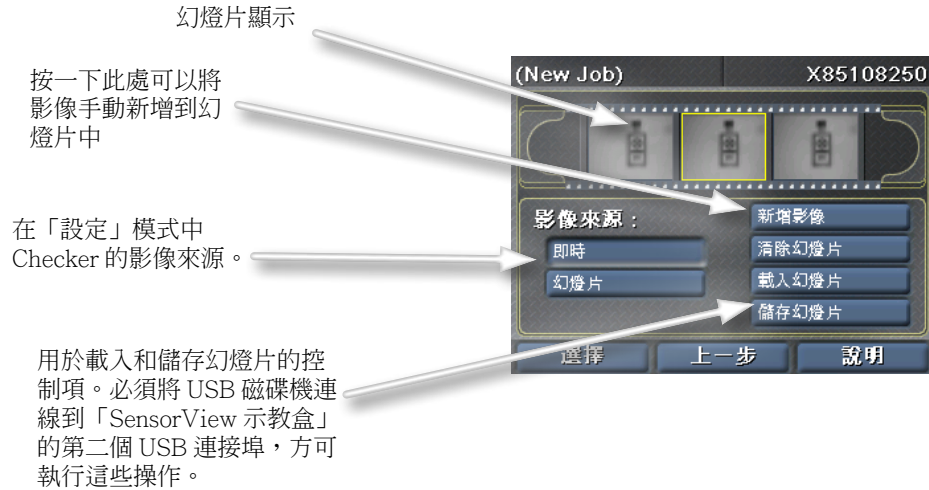 幻燈片顯示
按一下此處可以將
影像手動新增到幻
燈片中
在「設定」模式中
Checker 的影像來源。
用於載入和儲存幻燈片的控
制項。必須將 USB 磁碟機連
線到「SensorView 示教盒」
的第二個 USB 連接埠，方可
執行這些操作。
(New Job) X85108250
影像來源：
即時
幻燈片
新增影像
清除幻燈片
載入幻燈片
儲存幻燈片
選擇 上一步 說明